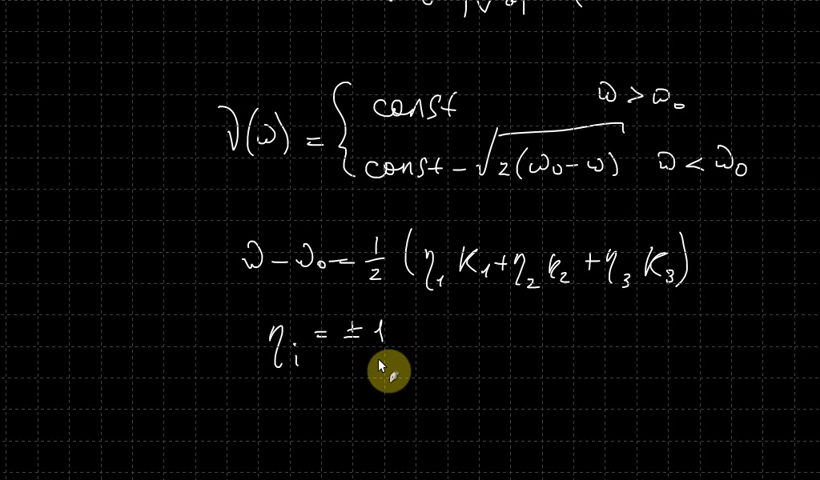 ν(ω) = { const ω > ω₀
const - √2(ω₀ - ω) ω < ω₀
ω - ω₀ = 1/2 (η₁ K₁ + η₂ k₂ + η₃ K₃)
ηᵢ = ± 1